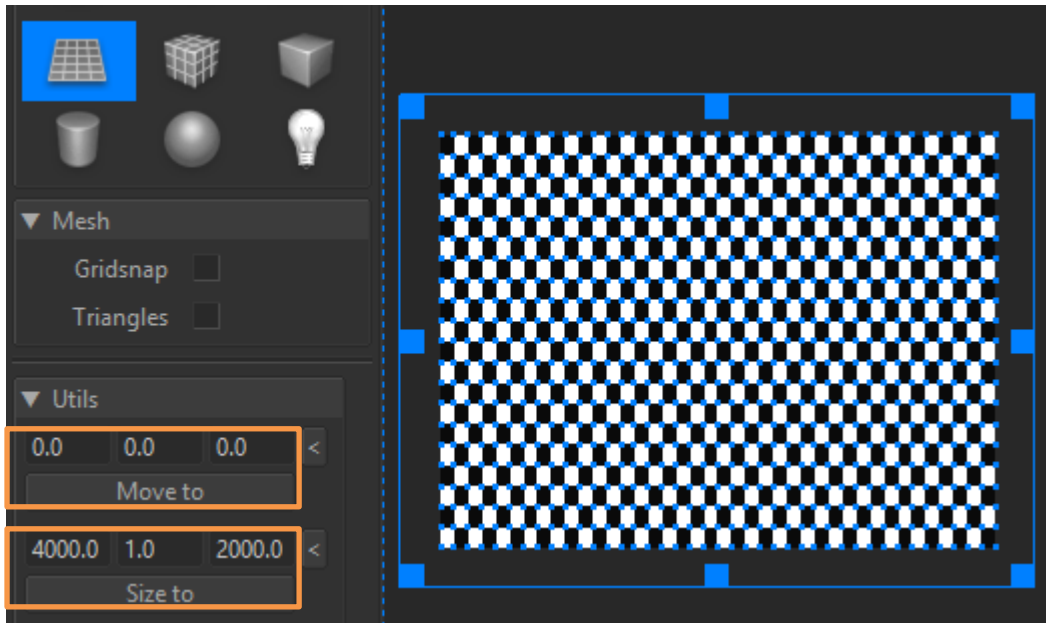 ▼ Mesh
Gridsnap
Triangles
▼ Utils
0.0 0.0 0.0 <
Move to
4000.0 1.0 2000.0 <
Size to